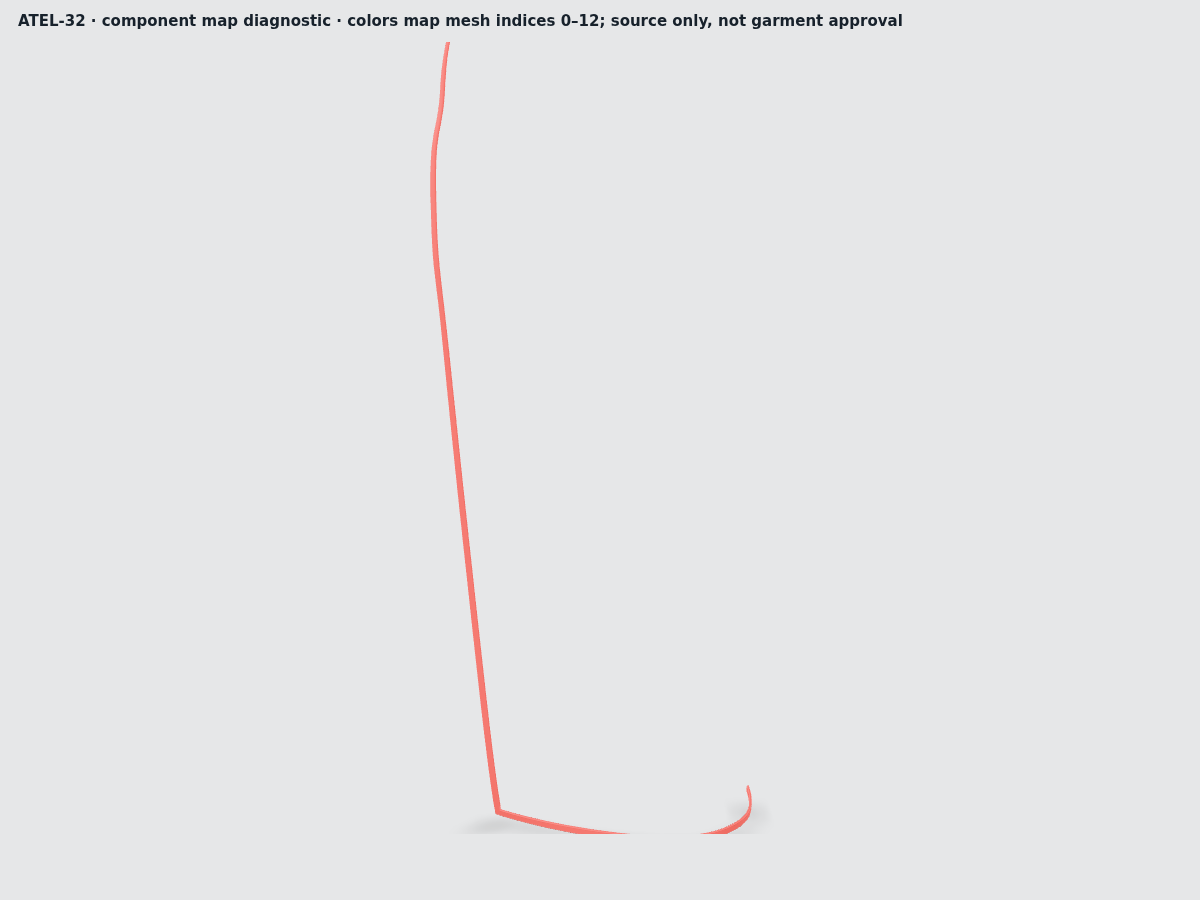 ATEL-32 · component map diagnostic · colors map mesh indices 0–12; source only, not garment approval